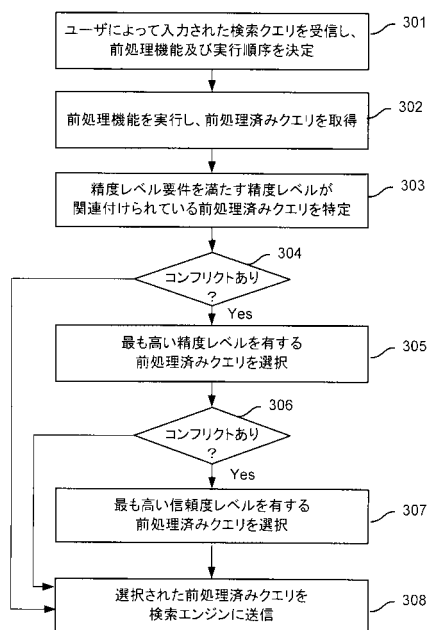 ユーザによって入力された検索クエリを受信し、
前処理機能及び実行順序を決定
301
前処理機能を実行し、前処理済みクエリを取得
302
精度レベル要件を満たす精度レベルが
関連付けられている前処理済みクエリを特定
303
304
コンフリクトあり
?
Yes
最も高い精度レベルを有する
前処理済みクエリを選択
305
306
コンフリクトあり
?
Yes
最も高い信頼度レベルを有する
前処理済みクエリを選択
307
選択された前処理済みクエリを
検索エンジンに送信
308